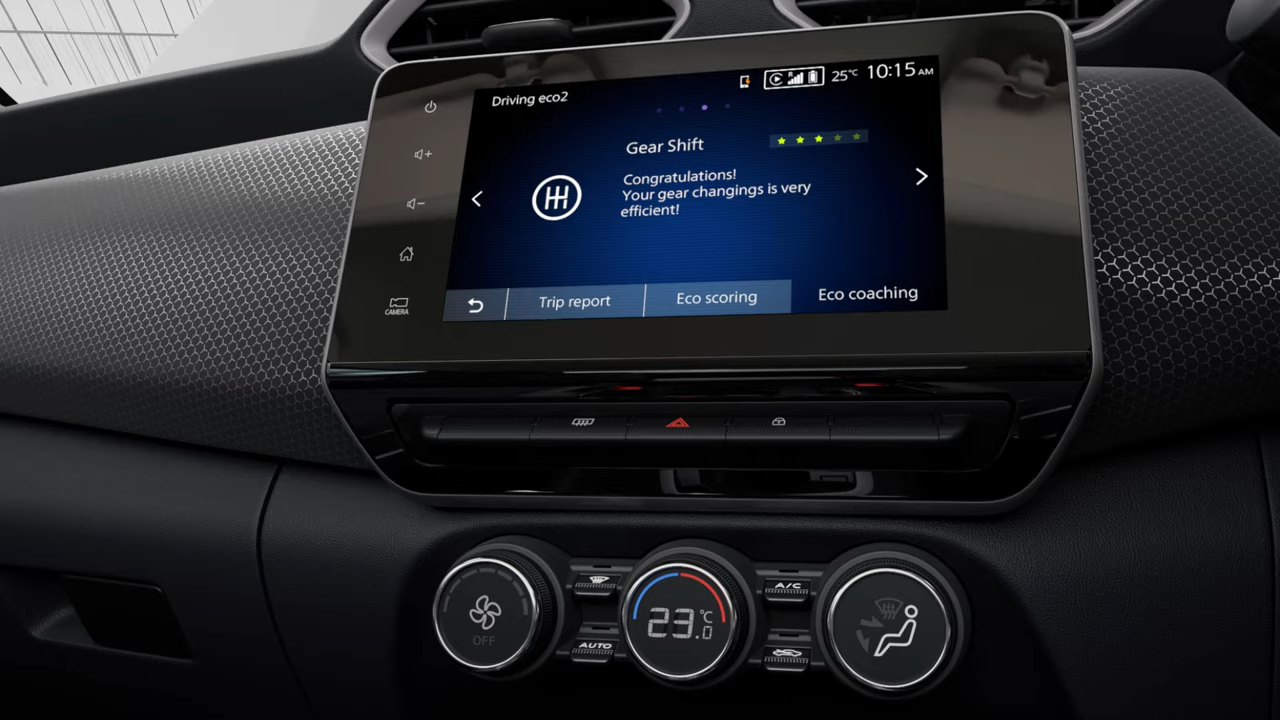 Driving eco2
25°C 10:15 AM
Gear Shift
Congratulations!
Your gear changings is very
efficient!
Trip report
Eco scoring
Eco coaching
CAMERA
OFF
AUTO
23.0 °C
A/C